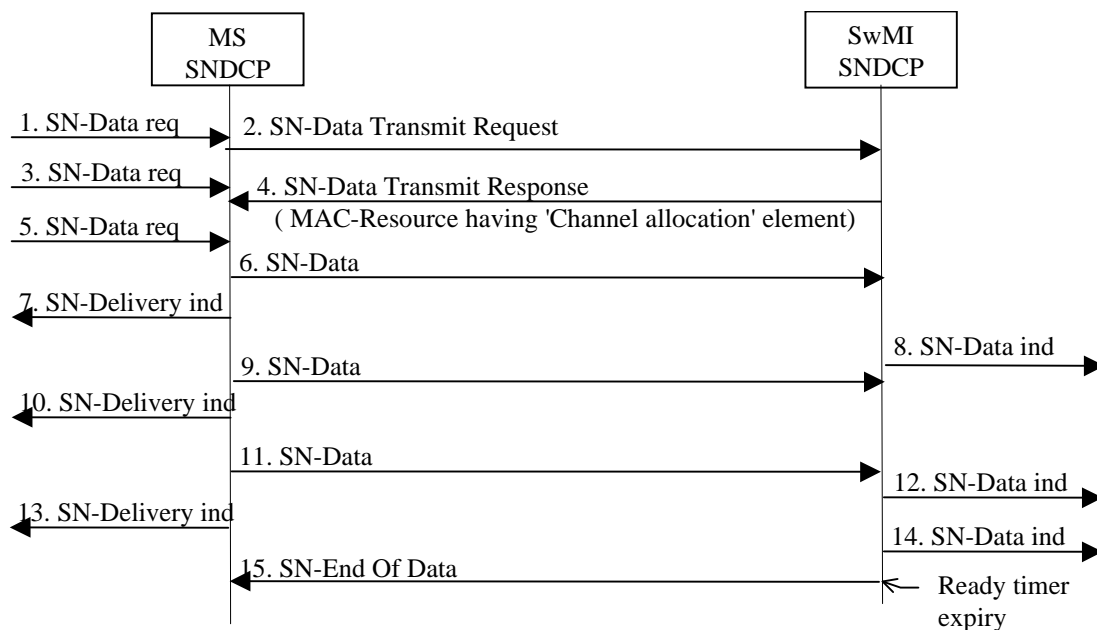 MS
SNDCP
SwMI
SNDCP
1. SN-Data req
2. SN-Data Transmit Request
3. SN-Data req
4. SN-Data Transmit Response
( MAC-Resource having 'Channel allocation' element)
5. SN-Data req
6. SN-Data
7. SN-Delivery ind
8. SN-Data ind
9. SN-Data
10. SN-Delivery ind
11. SN-Data
12. SN-Data ind
13. SN-Delivery ind
14. SN-Data ind
15. SN-End Of Data
Ready timer
expiry